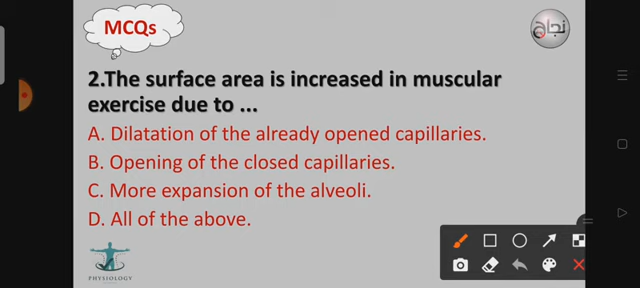 MCQs
نجاح
2.The surface area is increased in muscular
exercise due to ...
A. Dilatation of the already opened capillaries.
B. Opening of the closed capillaries.
C. More expansion of the alveoli.
D. All of the above.
PHYSIOLOGY